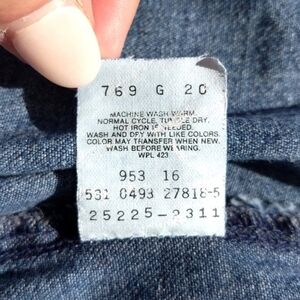 769 G 20
MACHINE WASH WARM
NORMAL CYCLE. TUMBLE DRY.
HOT IRON IF NEEDED.
WASH AND DRY WITH LIKE COLORS.
COLOR MAY TRANSFER WHEN NEW.
WASH BEFORE WEARING.
WPL 423
953 16
531 0493 27818-5
25225-2311